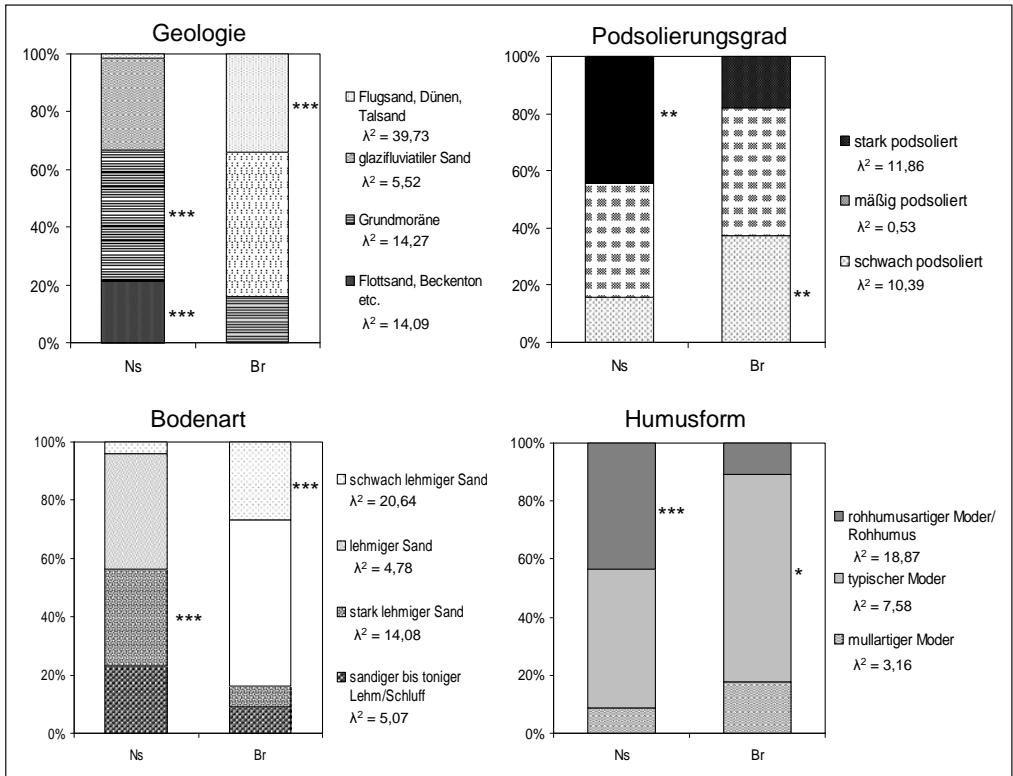 Geologie
100%
80%
60%
40%
20%
0%
Ns
Br
***
***
***
Flugsand, Dünen,
Talsand
λ² = 39,73
glazifluviatiler Sand
λ² = 5,52
Grundmoräne
λ² = 14,27
Flottsand, Beckenton
etc.
λ² = 14,09
Podsolierungsgrad
100%
80%
60%
40%
20%
0%
Ns
Br
**
**
stark podsoliert
λ² = 11,86
mäßig podsoliert
λ² = 0,53
schwach podsoliert
λ² = 10,39
Bodenart
100%
80%
60%
40%
20%
0%
Ns
Br
***
***
schwach lehmiger Sand
λ² = 20,64
lehmiger Sand
λ² = 4,78
stark lehmiger Sand
λ² = 14,08
sandiger bis toniger
Lehm/Schluff
λ² = 5,07
Humusform
100%
80%
60%
40%
20%
0%
Ns
Br
***
*
rohhumusartiger Moder/
Rohhumus
λ² = 18,87
typischer Moder
λ² = 7,58
mullartiger Moder
λ² = 3,16